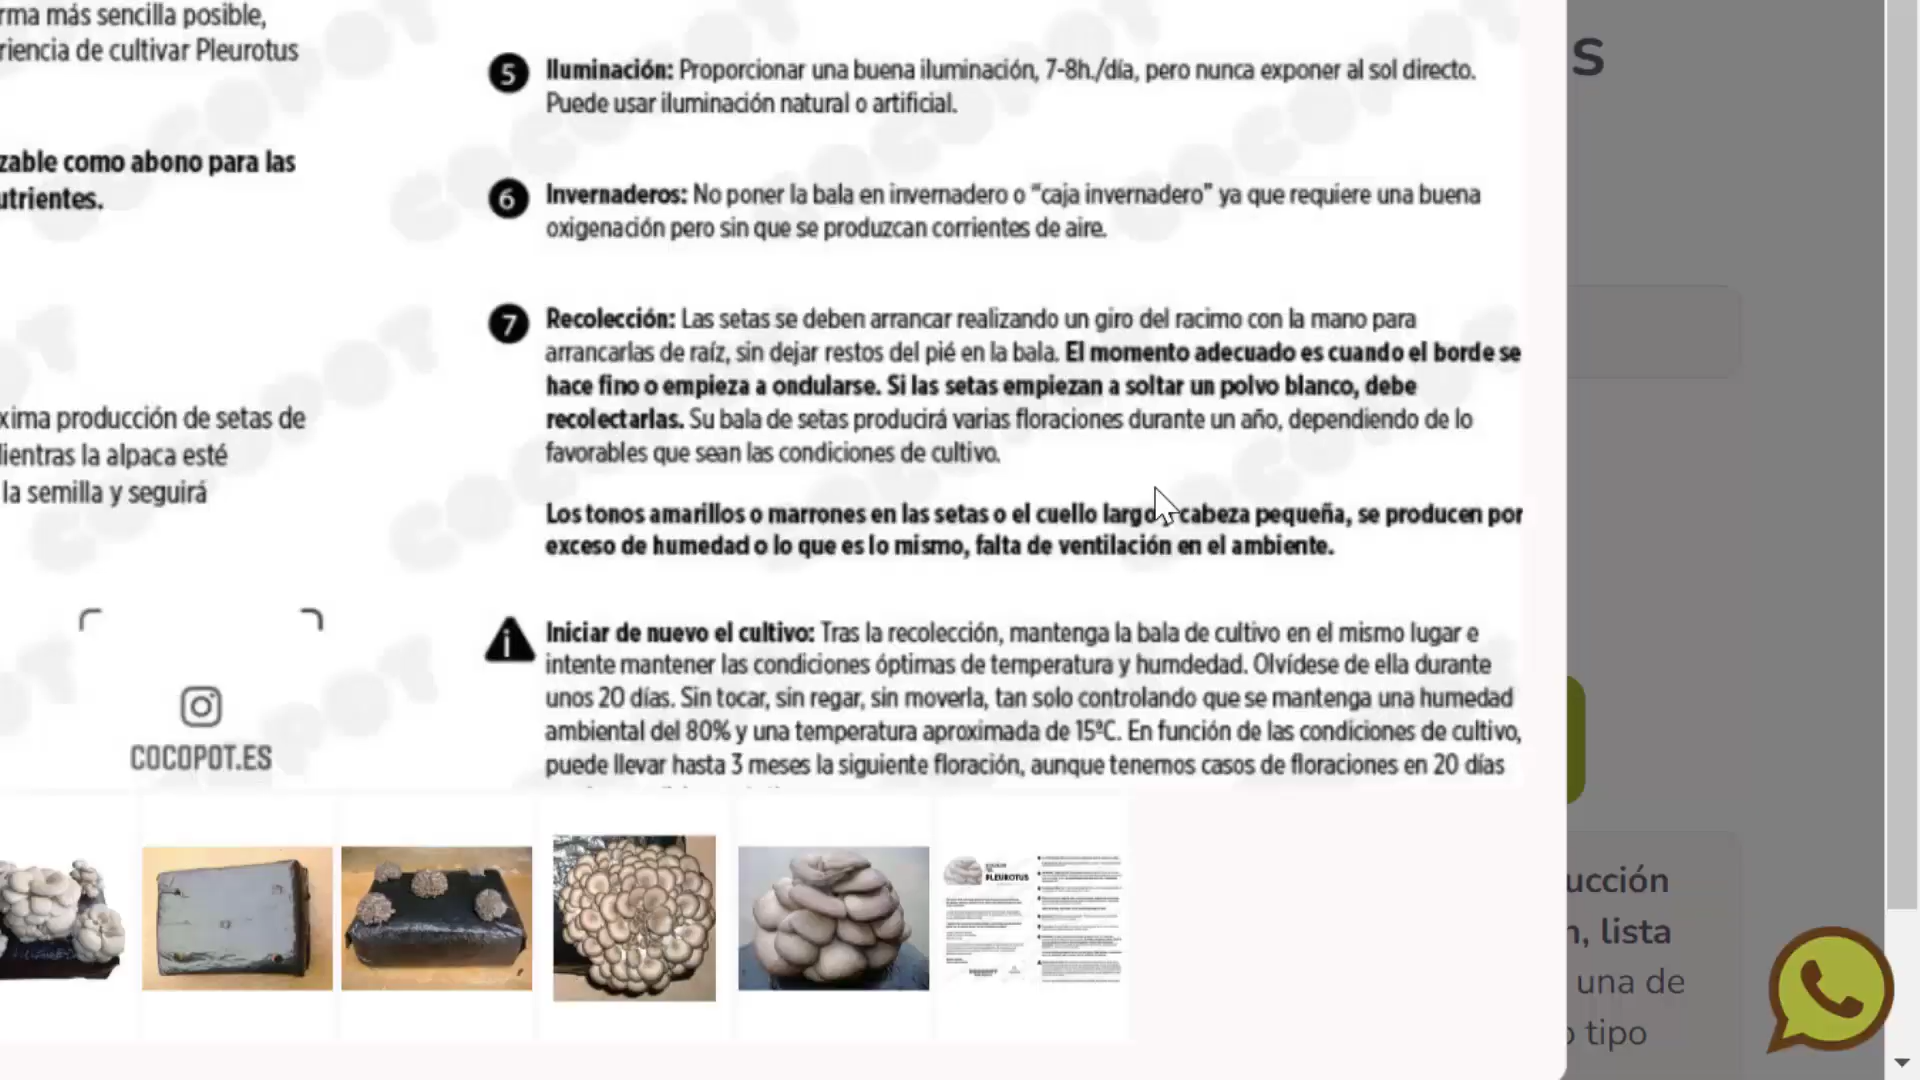 rma más sencilla posible,
riencia de cultivar Pleurotus
zable como abono para las
utrientes.
xima producción de setas de
lientras la alpaca esté
la semilla y seguirá
COCOPOT.ES
5 Iluminación: Proporcionar una buena iluminación, 7-8h./día, pero nunca exponer al sol directo.
Puede usar iluminación natural o artificial.
6 Invernaderos: No poner la bala en invernadero o "caja invernadero" ya que requiere una buena
oxigenación pero sin que se produzcan corrientes de aire.
7 Recolección: Las setas se deben arrancar realizando un giro del racimo con la mano para
arrancarlas de raíz, sin dejar restos del pié en la bala. El momento adecuado es cuando el borde se
hace fino o empieza a ondularse. Si las setas empiezan a soltar un polvo blanco, debe
recolectarlas. Su bala de setas producirá varias floraciones durante un año, dependiendo de lo
favorables que sean las condiciones de cultivo.
Los tonos amarillos o marrones en las setas o el cuello largo cabeza pequeña, se producen por
exceso de humedad o lo que es lo mismo, falta de ventilación en el ambiente.
Iniciar de nuevo el cultivo: Tras la recolección, mantenga la bala de cultivo en el mismo lugar e
intente mantener las condiciones óptimas de temperatura y humdedad. Olvídese de ella durante
unos 20 días. Sin tocar, sin regar, sin moverla, tan solo controlando que se mantenga una humedad
ambiental del 80% y una temperatura aproximada de 15ºC. En función de las condiciones de cultivo,
puede llevar hasta 3 meses la siguiente floración, aunque tenemos casos de floraciones en 20 días
PLEUROTUS
s
ucción
n, lista
una de
o tipo